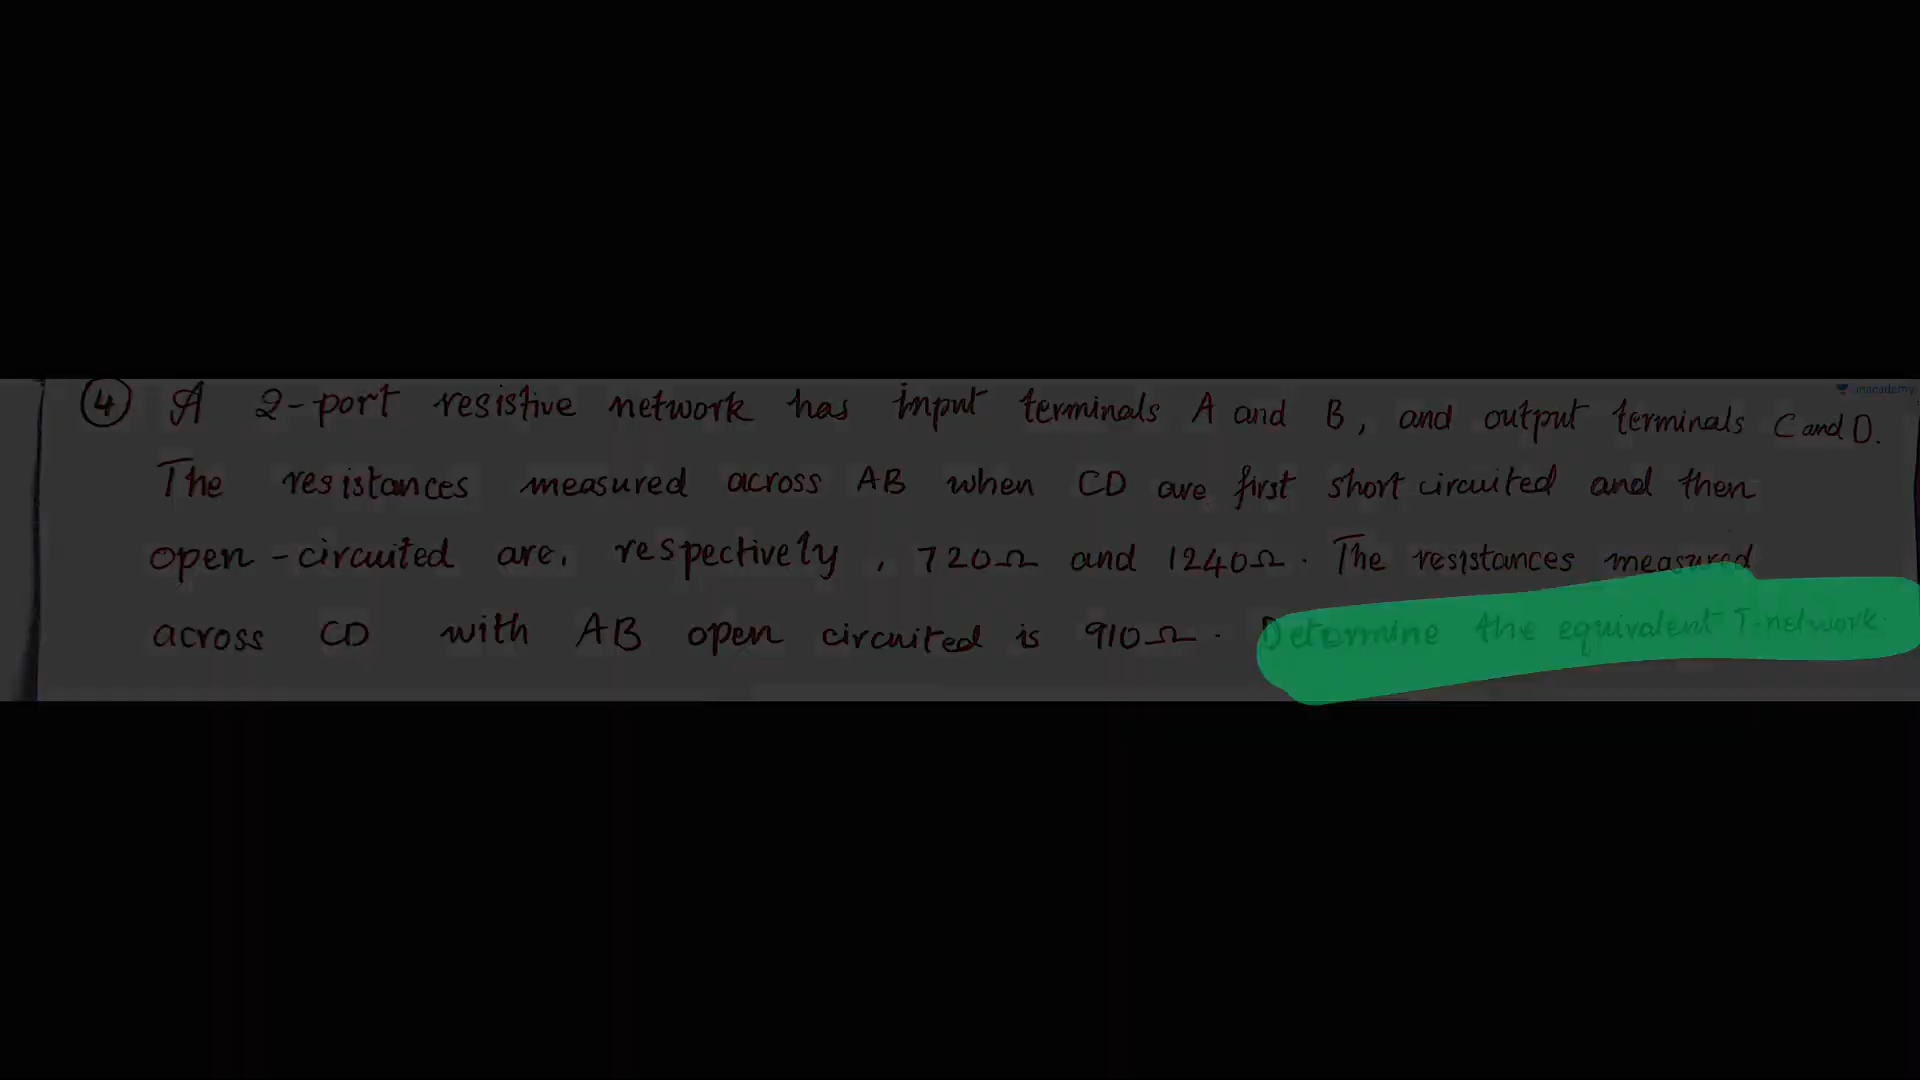 4 A 2-port resistive network has input terminals A and B, and output terminals C and D.
The resistances measured across AB when CD are first short circuited and then
open-circuited are, respectively, 720Ω and 1240Ω. The resistances measured
across CD with AB open circuited is 910Ω. Determine the equivalent T-network.
unacademy